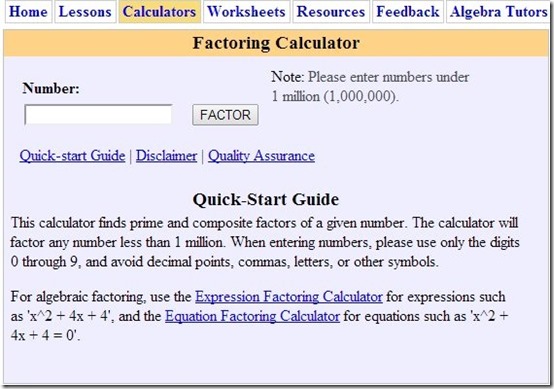 Home Lessons Calculators Worksheets Resources Feedback Algebra Tutors
Factoring Calculator
Note: Please enter numbers under
1 million (1,000,000).
Number:
FACTOR
Quick-start Guide | Disclaimer | Quality Assurance
Quick-Start Guide
This calculator finds prime and composite factors of a given number. The calculator will
factor any number less than 1 million. When entering numbers, please use only the digits
0 through 9, and avoid decimal points, commas, letters, or other symbols.
For algebraic factoring, use the Expression Factoring Calculator for expressions such
as 'x^2 + 4x + 4', and the Equation Factoring Calculator for equations such as 'x^2 +
4x + 4 = 0'.